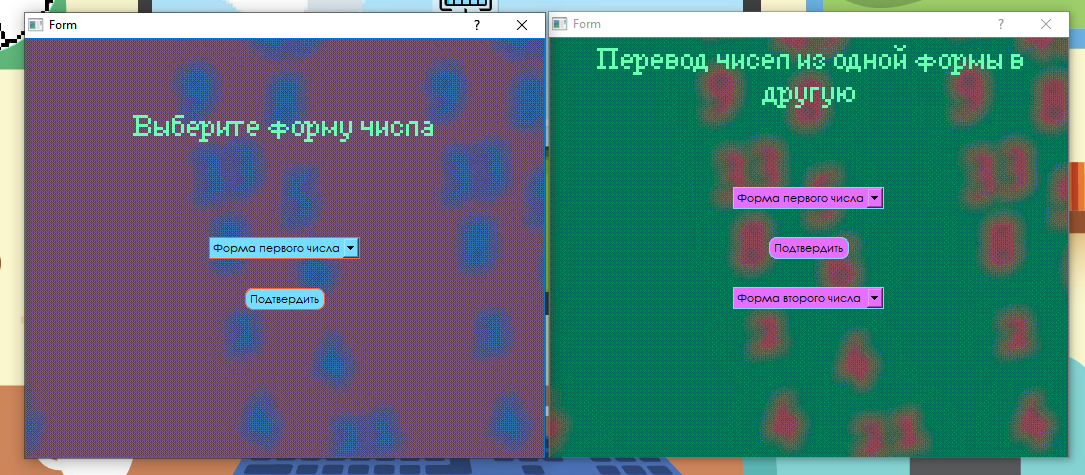 Form ?
Выберите форму числа
Форма первого числа
Подтвердить
Form ?
Перевод чисел из одной формы в
другую
Форма первого числа
Подтвердить
Форма второго числа